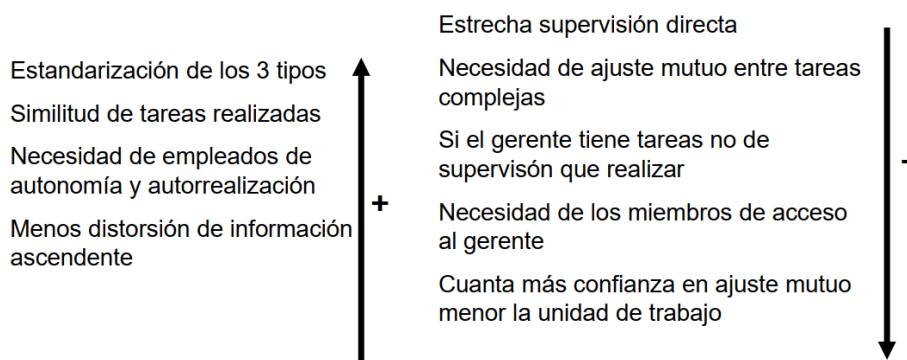 Estandarización de los 3 tipos
Similitud de tareas realizadas
Necesidad de empleados de
autonomía y autorrealización
Menos distorsión de información
ascendente
+
Estrecha supervisión directa
Necesidad de ajuste mutuo entre tareas
complejas
Si el gerente tiene tareas no de
supervisón que realizar
Necesidad de los miembros de acceso
al gerente
Cuanta más confianza en ajuste mutuo
menor la unidad de trabajo
-